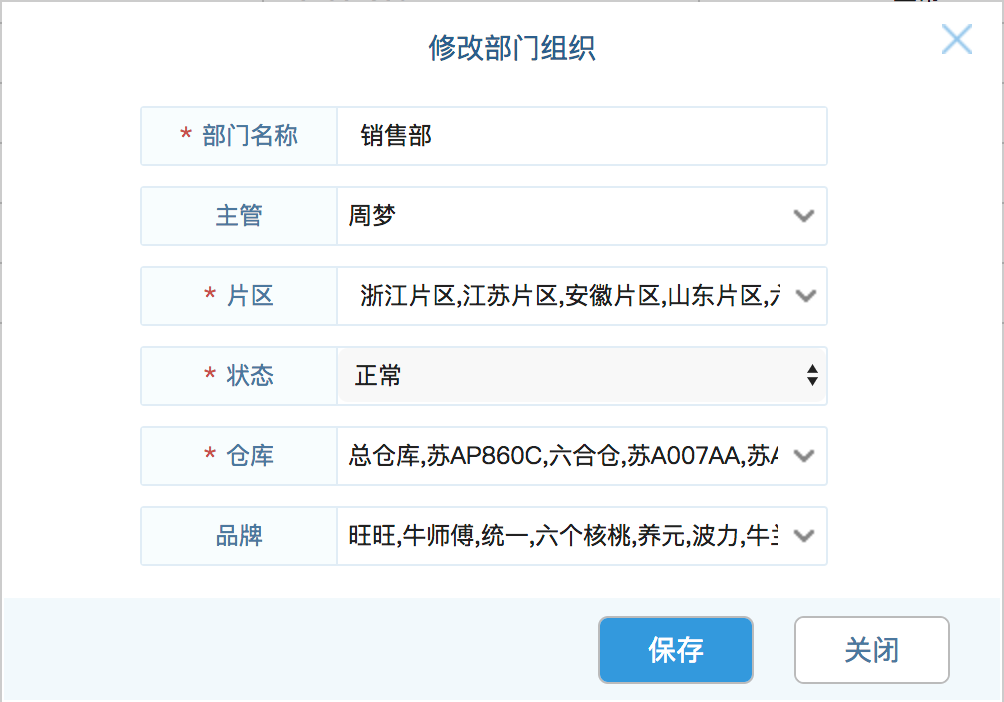 修改部门组织
* 部门名称 销售部
主管 周梦
* 片区 浙江片区,江苏片区,安徽片区,山东片区,
* 状态 正常
* 仓库 总仓库,苏AP860C,六合仓,苏A007AA,苏A
品牌 旺旺,牛师傅,统一,六个核桃,养元,波力,牛
保存 关闭